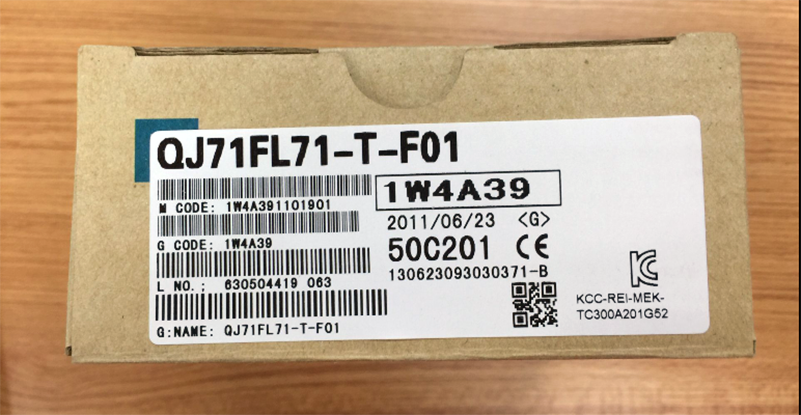 QJ71FL71-T-F01
1W4A39
M CODE: 1W4A391101901
2011/06/23 <G>
G CODE: 1W4A39
50C201 CE
130623093030371-B
L NO.; 630504419 063
KCC-REI-MEK-
TC300A201G52
G:NAME: QJ71FL71-T-F01